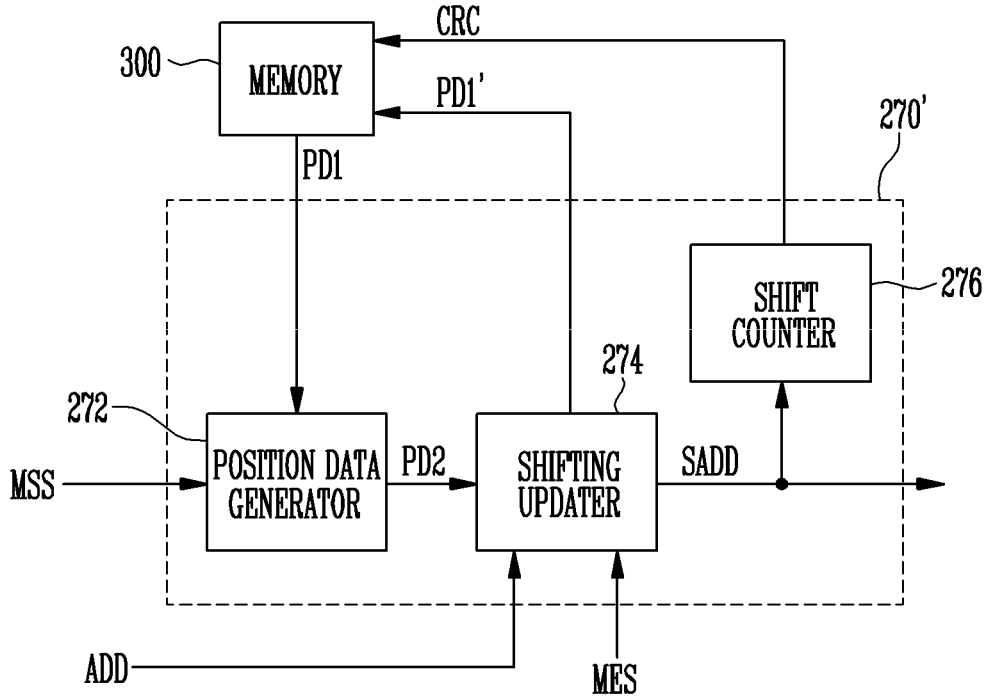 CRC
300
MEMORY
PD1'
270'
PD1
276
SHIFT
COUNTER
274
272
POSITION DATA
GENERATOR
PD2
SHIFTING
UPDATER
SADD
MSS
ADD
MES